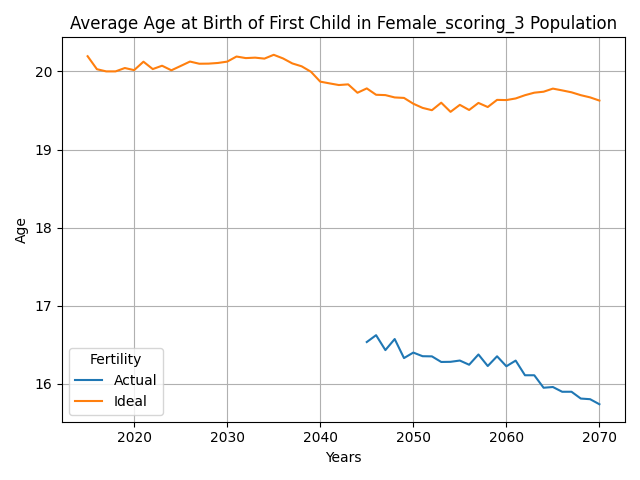 Average Age at Birth of First Child in Female_scoring_3 Population
Age
20
19
18
17
16
Fertility
Actual
Ideal
2020 2030 2040 2050 2060 2070
Years